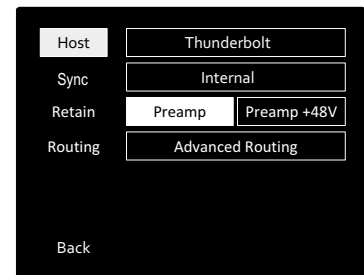 Host Thunderbolt
Sync Internal
Retain Preamp Preamp +48V
Routing Advanced Routing
Back